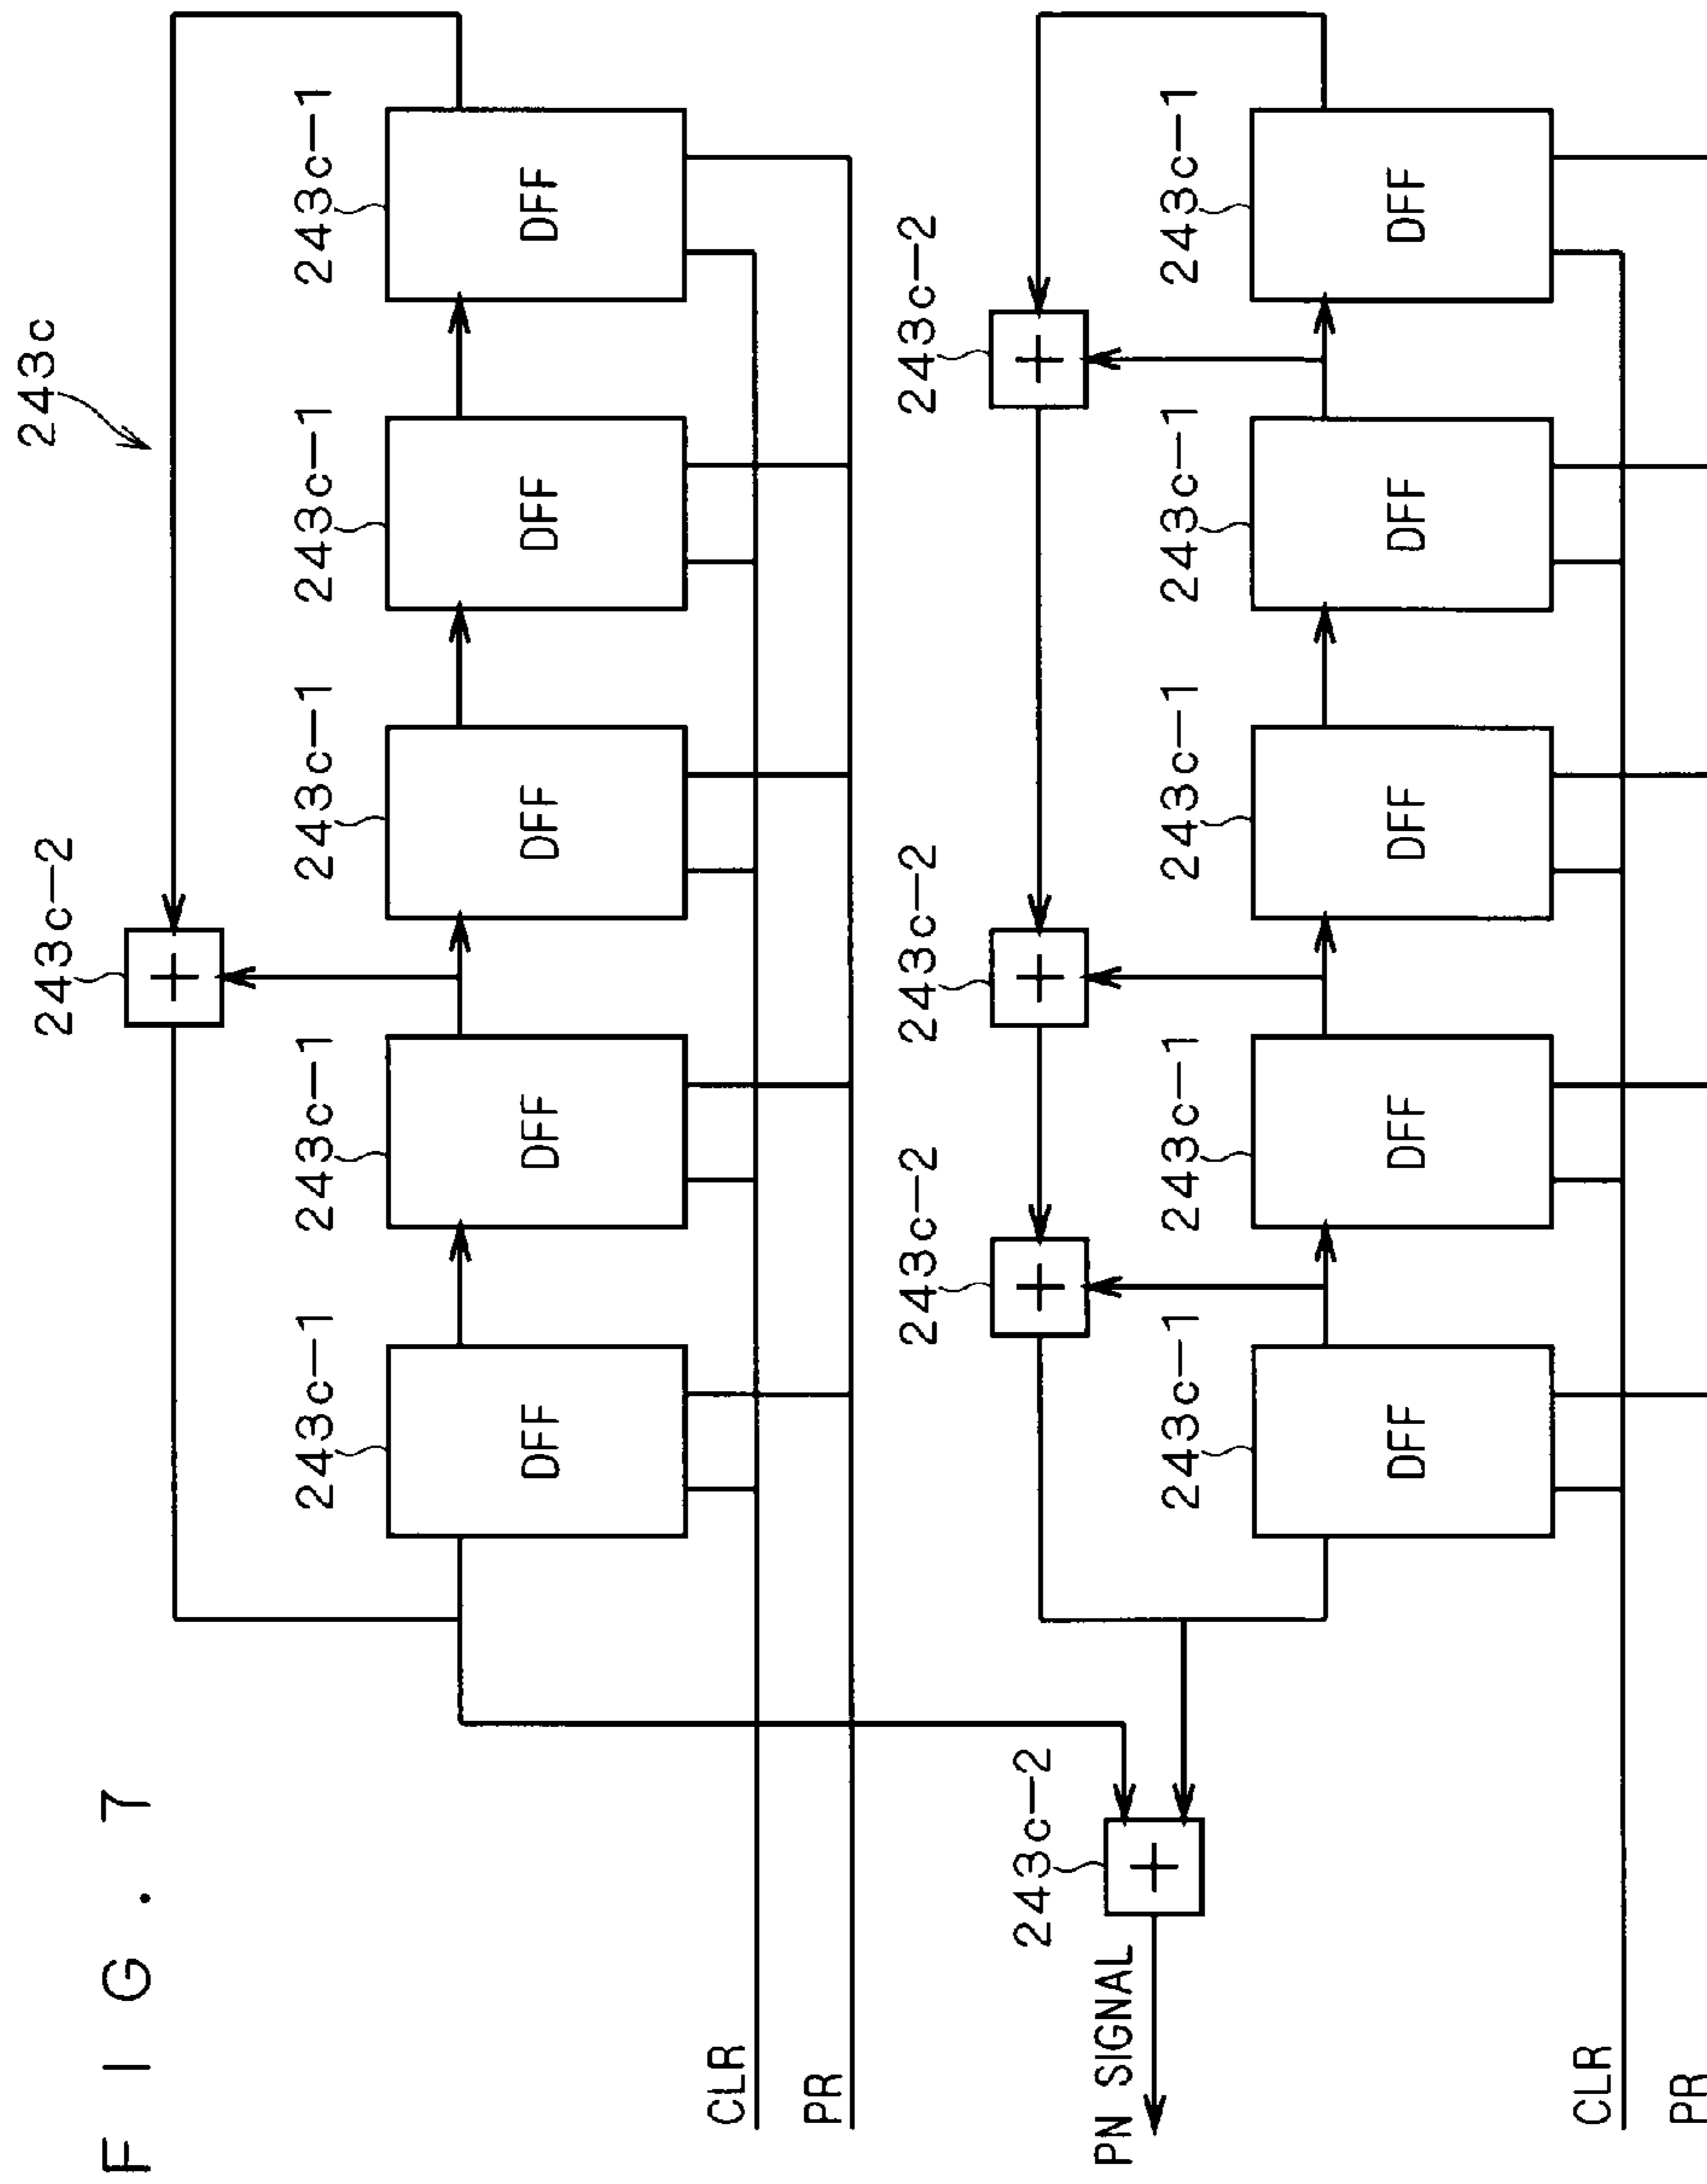 FIG. 7
243c
243c-2
243c-1 243c-1 243c-1 243c-1 243c-1
DFF DFF DFF DFF DFF
CLR
PR
243c-2 243c-2 243c-2
243c-2
PN SIGNAL
243c-1 243c-1 243c-1 243c-1 243c-1
DFF DFF DFF DFF DFF
CLR
PR